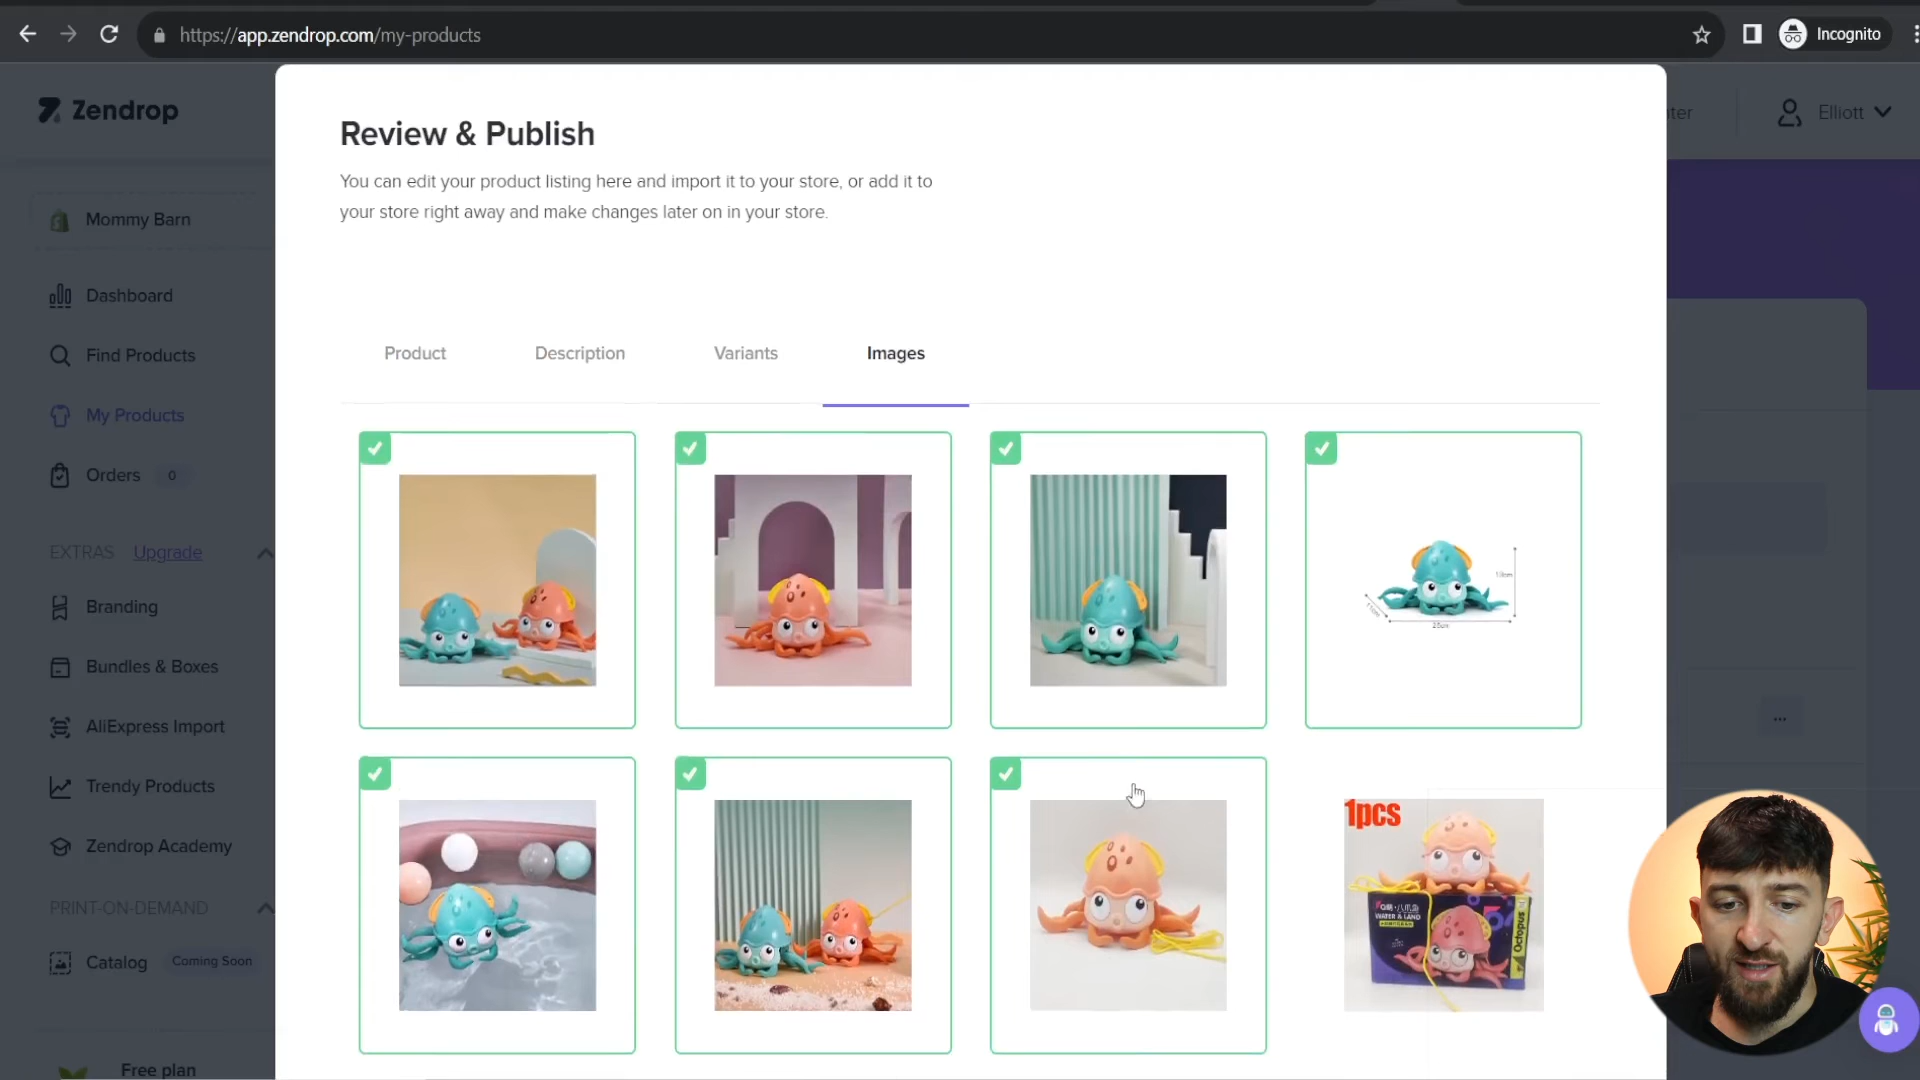 https://app.zendrop.com/my-products
Incognito
Zendrop
Elliott
Mommy Barn
Dashboard
Find Products
My Products
Orders 0
EXTRAS Upgrade
Branding
Bundles & Boxes
AliExpress Import
Trendy Products
Zendrop Academy
PRINT-ON-DEMAND
Catalog Coming Soon
Free plan
Review & Publish
You can edit your product listing here and import it to your store, or add it to
your store right away and make changes later on in your store.
Product Description Variants Images
25cm
1pcs
WATER & LAND
Octopus